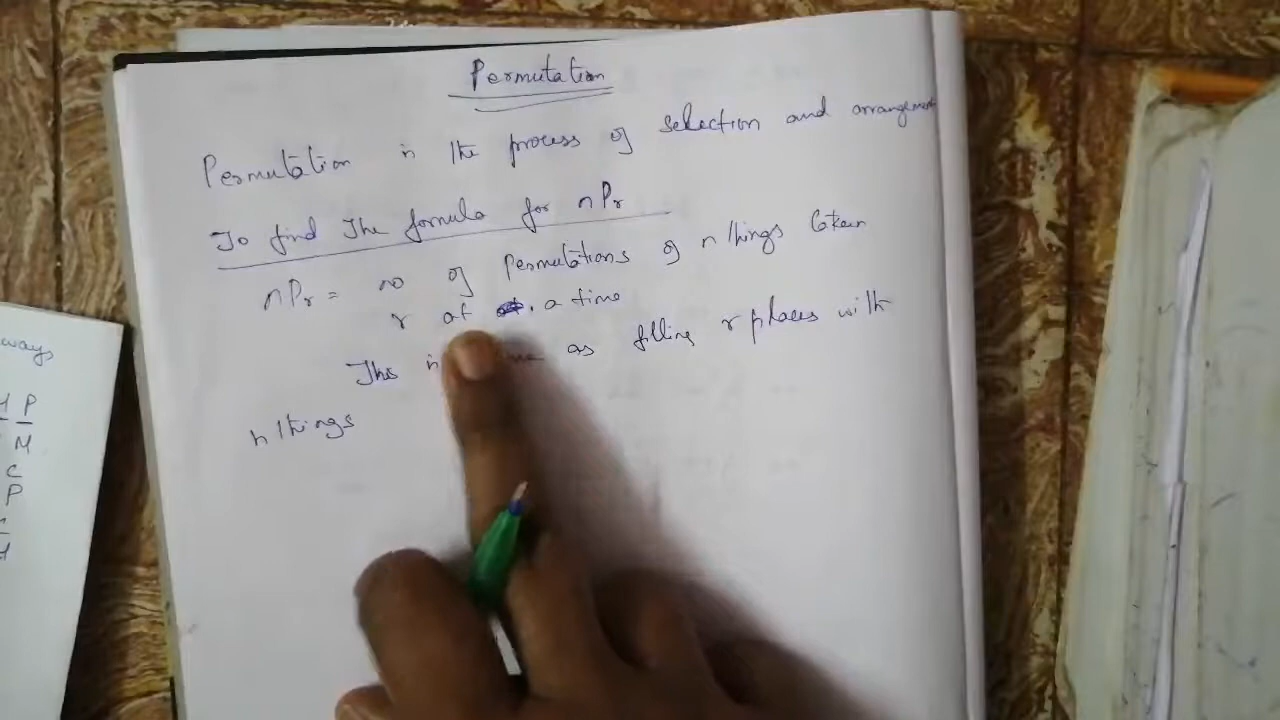 Permutation
Permutation is the process of selection and arrangement
To find The formula for nPr
nPr = no of permutations of n things taken
r at a time
This is as filling r places with
n things
ways
P
M
C
P